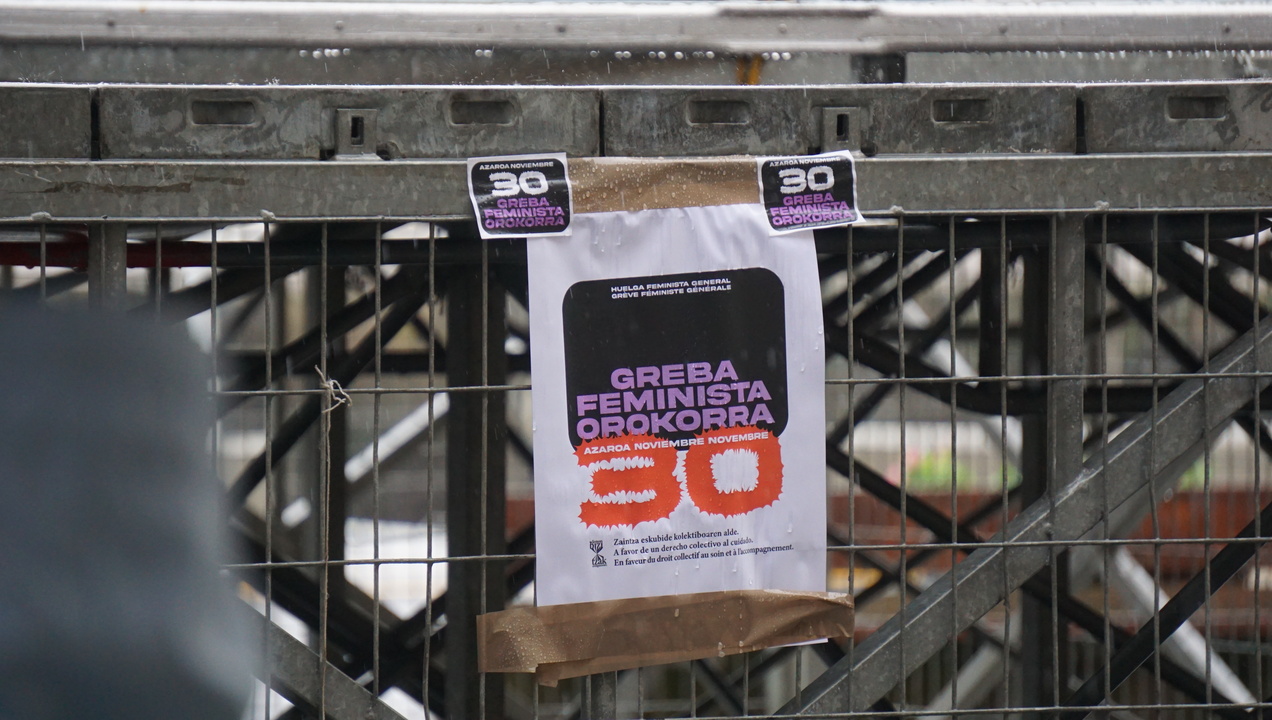 AZAROA NOVIEMBRE
30
GREBA
FEMINISTA
OROKORRA
AZAROA NOVIEMBRE
30
GREBA
FEMINISTA
OROKORRA
HUELGA FEMINISTA GENERAL
GRÈVE FÉMINISTE GÉNÉRALE
GREBA
FEMINISTA
OROKORRA
AZAROA NOVIEMBRE NOVEMBRE
30
Zaintza eskubide kolektiboaren alde.
A favor de un derecho colectivo al cuidado.
En faveur du droit collectif au soin et à l'acompagnement.